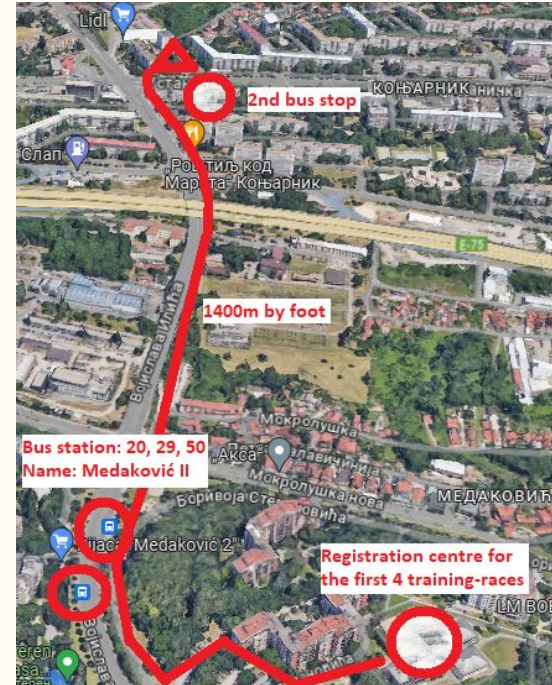 Lidl
2nd bus stop
КОЊАРНИК
Слап
„Роштиљ код
Марета“ Коњарник
E-75
1400m by foot
Војислава Илића
Мокролушка
Bus station: 20, 29, 50
Name: Medaković II
„Акса“
Мокролушка нова
МЕДАКОВИЋ
Боривоја
Medaković 2"
Registration centre for
the first 4 training-races
Војислава